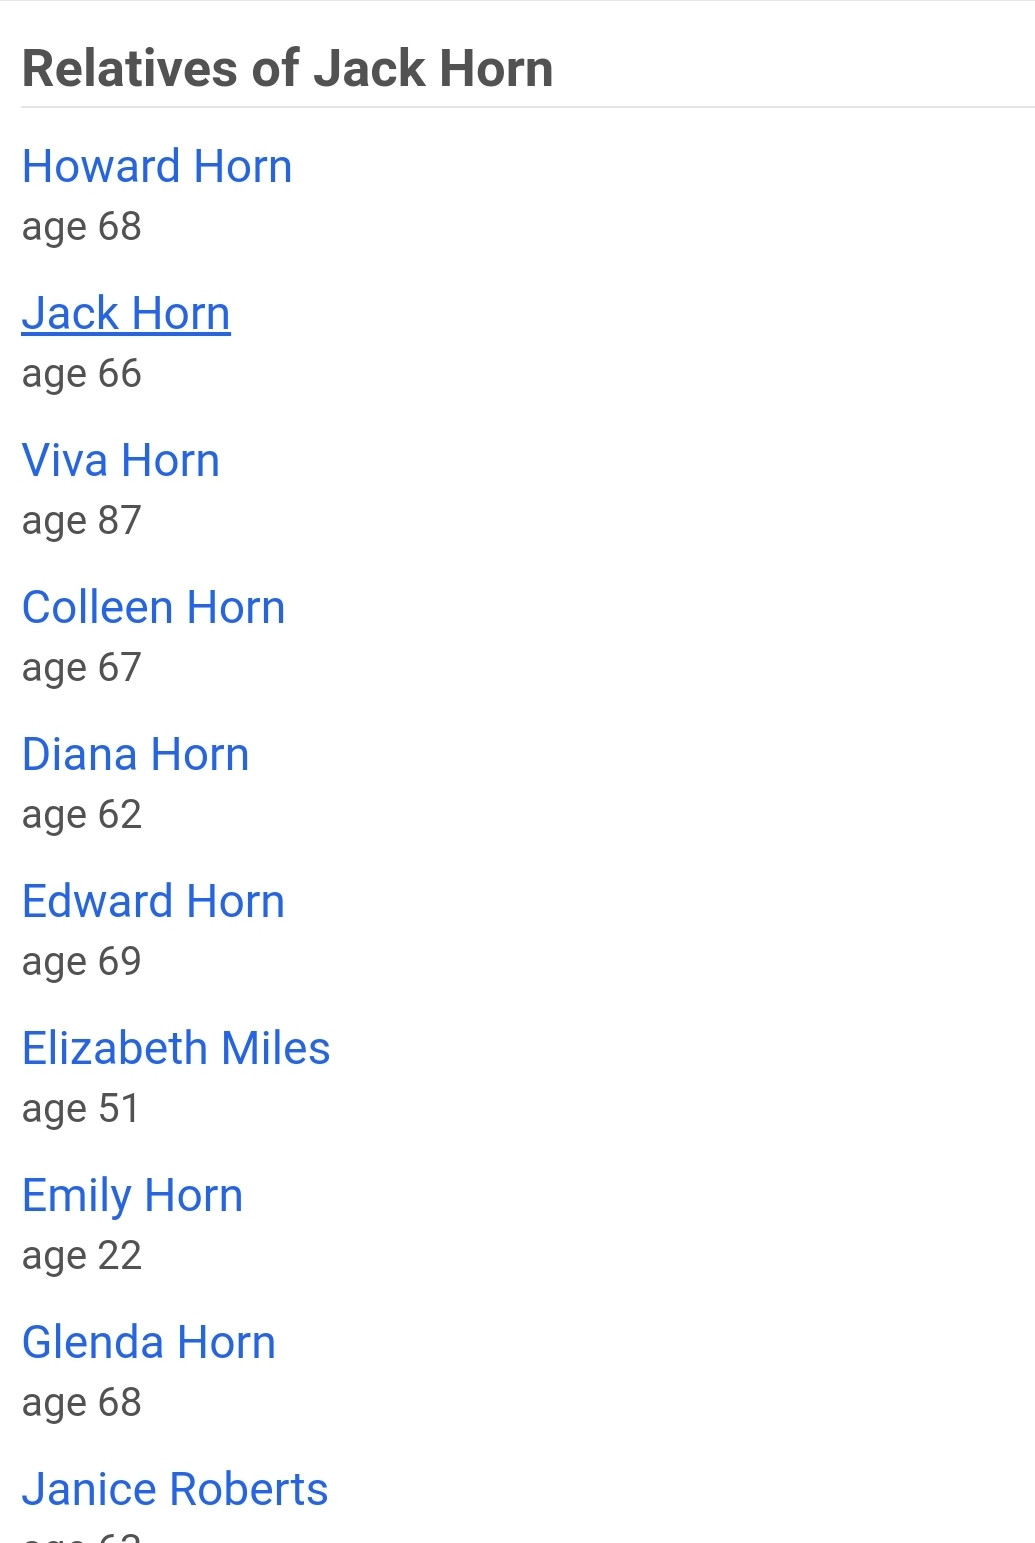 Relatives of Jack Horn
Howard Horn
age 68
Jack Horn
age 66
Viva Horn
age 87
Colleen Horn
age 67
Diana Horn
age 62
Edward Horn
age 69
Elizabeth Miles
age 51
Emily Horn
age 22
Glenda Horn
age 68
Janice Roberts
age